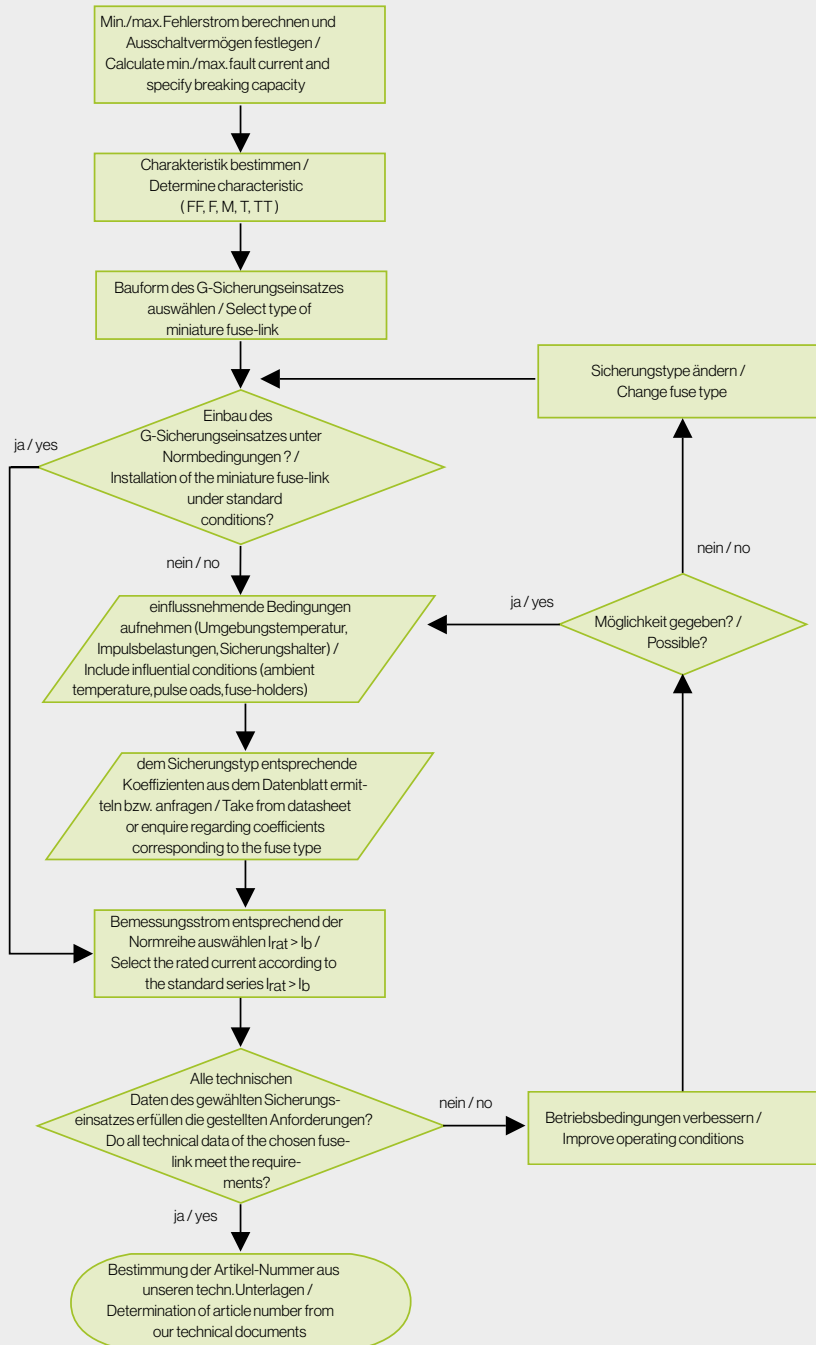 Min./max. Fehlerstrom berechnen und
Ausschaltvermögen festlegen /
Calculate min./max. fault current and
specify breaking capacity
Charakteristik bestimmen /
Determine characteristic
( FF, F, M, T, TT )
Bauform des G-Sicherungseinsatzes
auswählen / Select type of
miniature fuse-link
Sicherungstype ändern /
Change fuse type
Einbau des
G-Sicherungseinsatzes unter
Normbedingungen ? /
Installation of the miniature fuse-link
under standard
conditions?
ja / yes
nein / no
nein / no
einflussnehmende Bedingungen
aufnehmen (Umgebungstemperatur,
Impulsbelastungen, Sicherungshalter) /
Include influential conditions (ambient
temperature, pulse oads, fuse-holders)
ja / yes
Möglichkeit gegeben? /
Possible?
dem Sicherungstyp entsprechende
Koeffizienten aus dem Datenblatt ermit-
teln bzw. anfragen / Take from datasheet
or enquire regarding coefficients
corresponding to the fuse type
Bemessungsstrom entsprechend der
Normreihe auswählen Irat > Ib /
Select the rated current according to
the standard series Irat > Ib
Alle technischen
Daten des gewählten Sicherungs-
einsatzes erfüllen die gestellten Anforderungen?
Do all technical data of the chosen fuse-
link meet the require-
ments?
nein / no
Betriebsbedingungen verbessern /
Improve operating conditions
ja / yes
Bestimmung der Artikel-Nummer aus
unseren techn. Unterlagen /
Determination of article number from
our technical documents